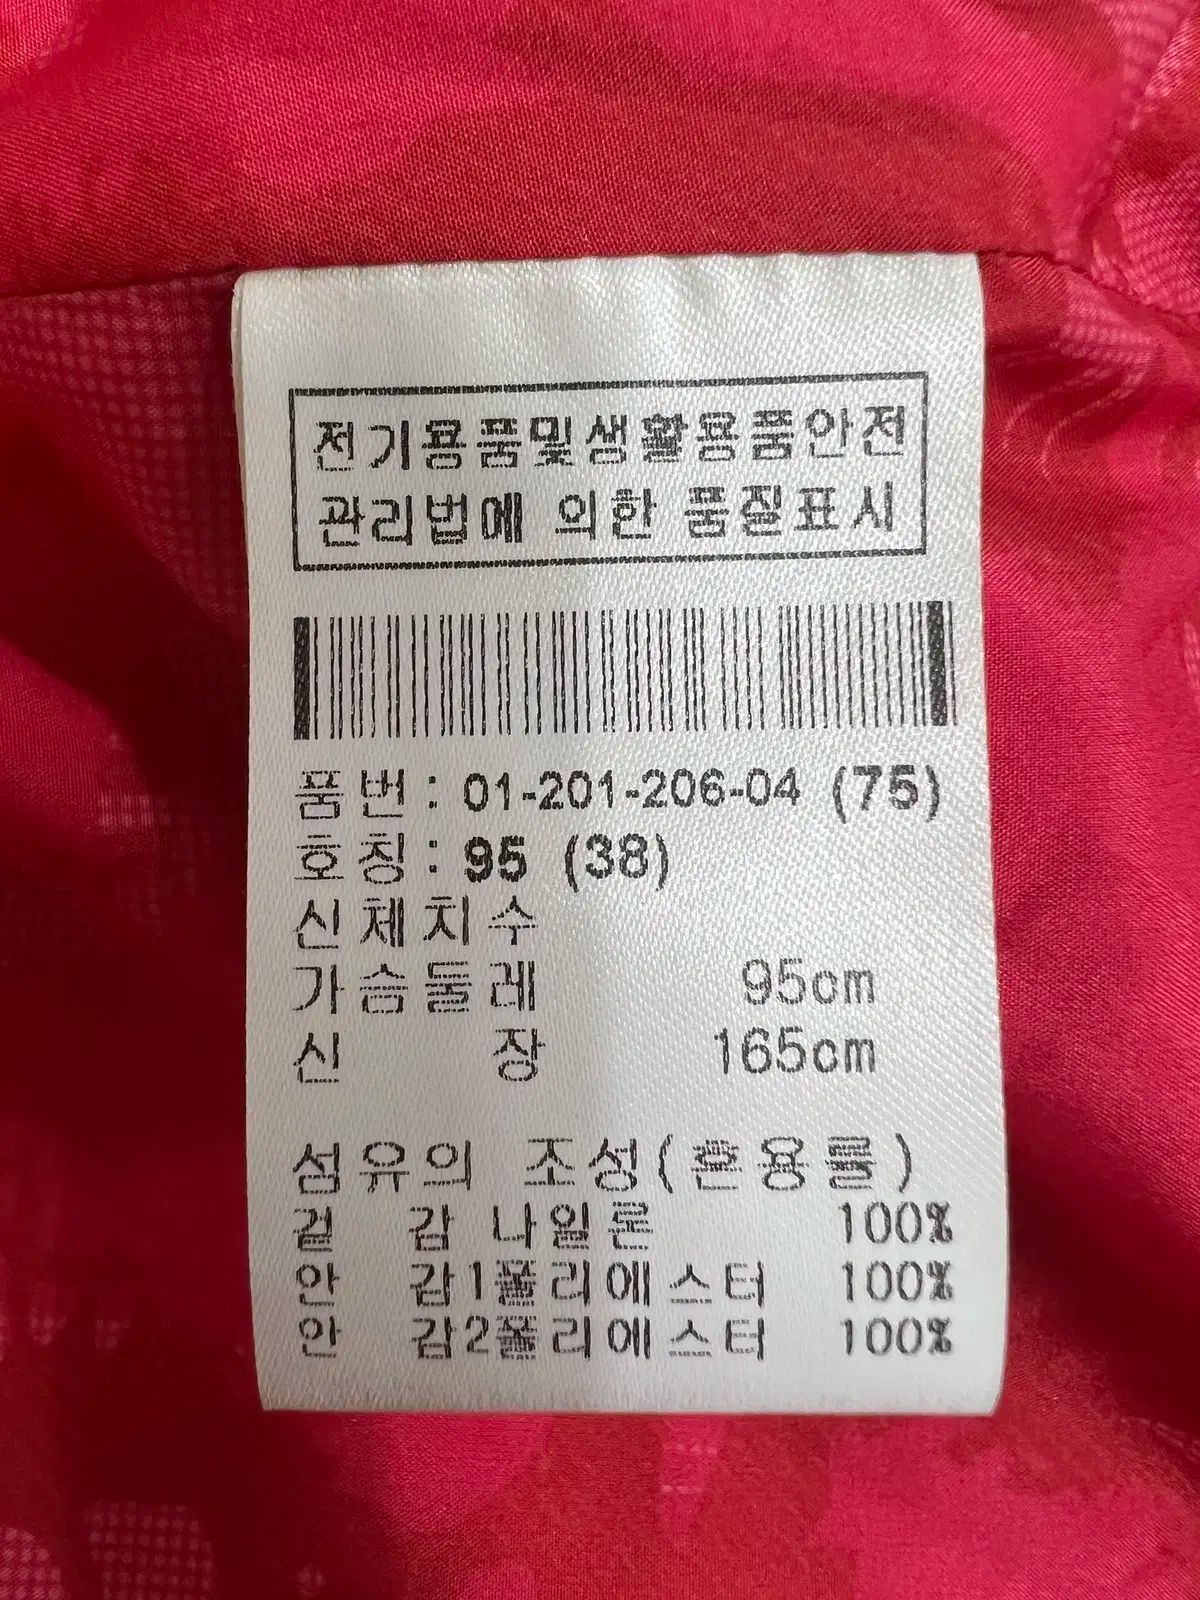 전기용품및생활용품안전
관리법에 의한 품질표시
품번 : 01-201-206-04 (75)
호칭 : 95 (38)
신체치수
가슴둘레 95cm
신 장 165cm
섬유의 조성(혼용률)
겉 감 나일론 100%
안 감1폴리에스터 100%
안 감2폴리에스터 100%